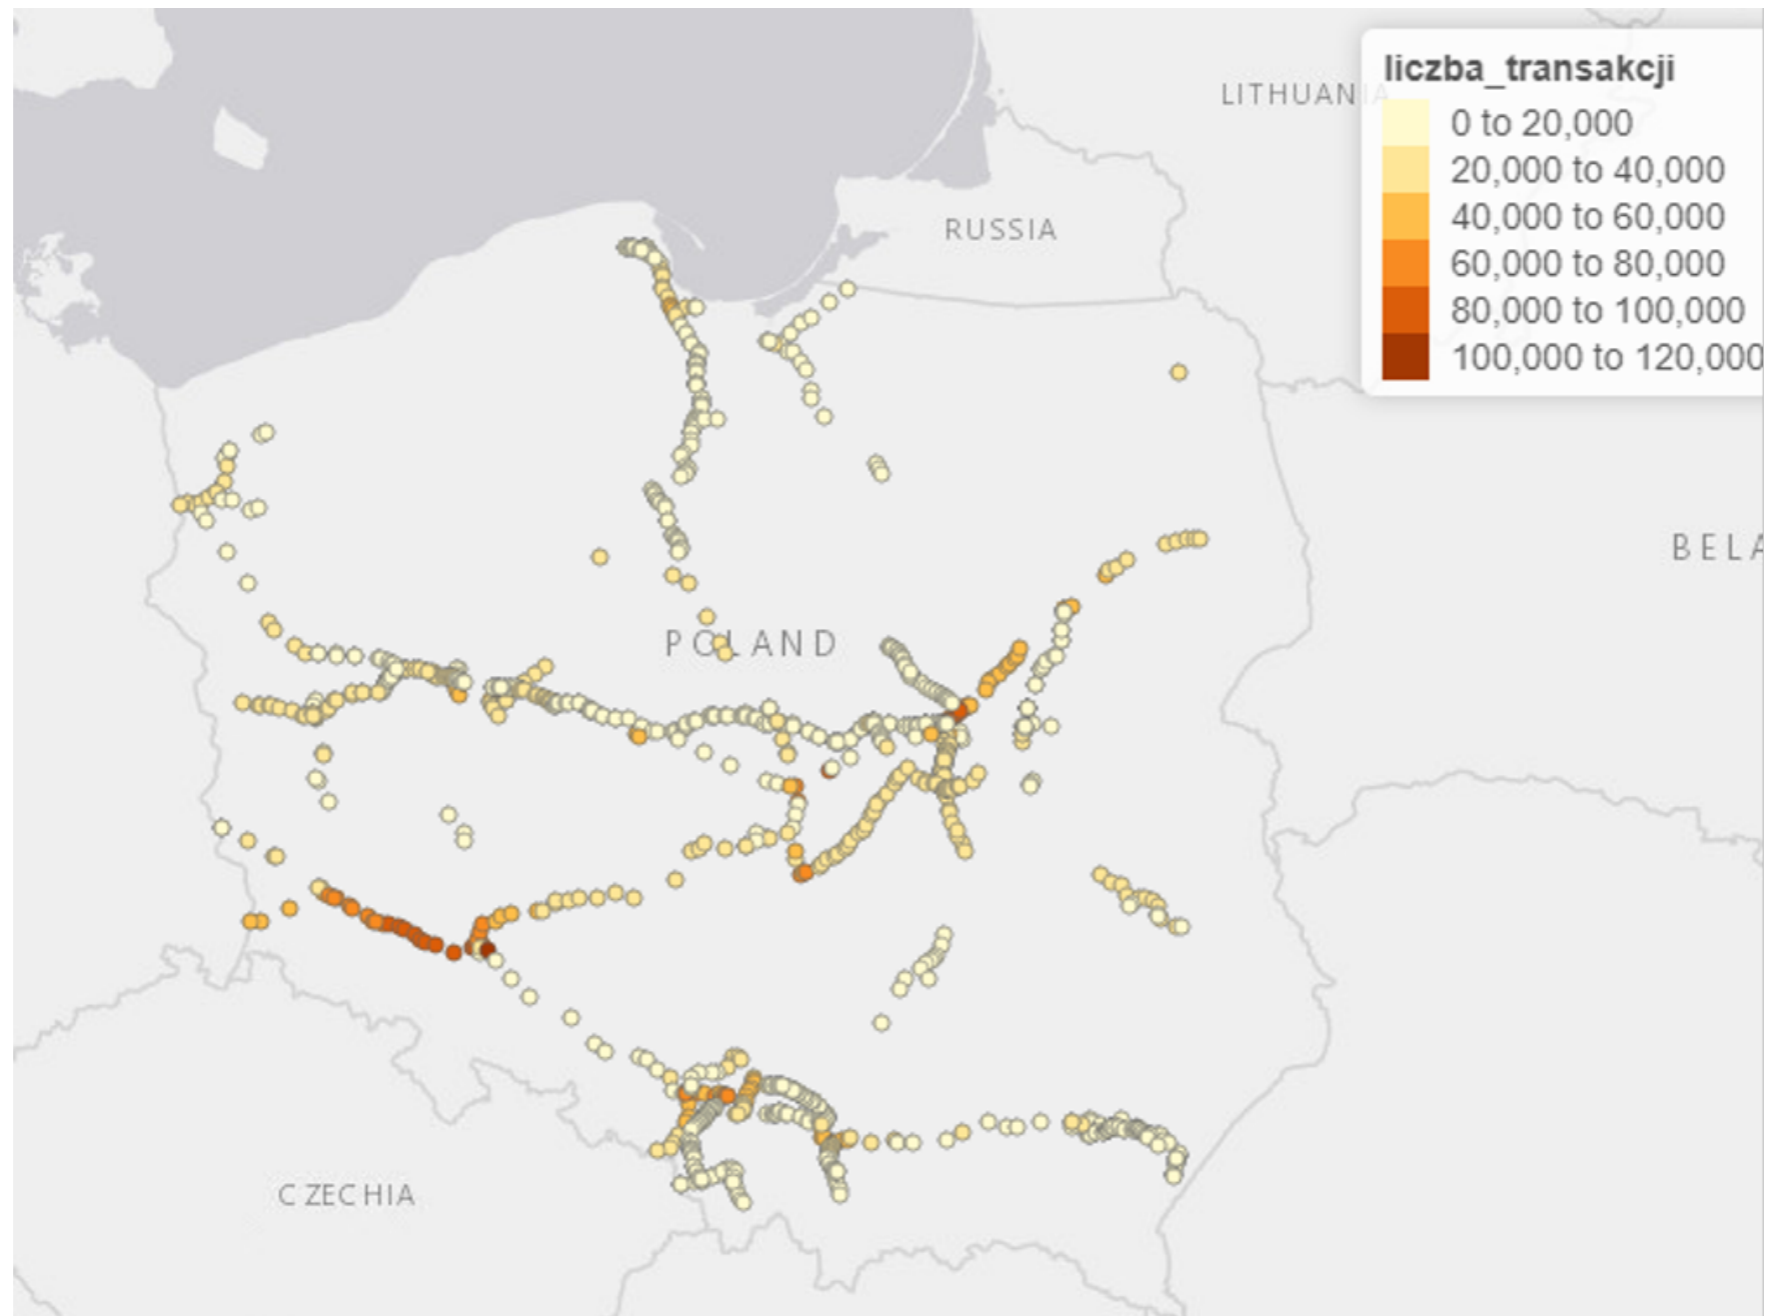 liczba_transakcji
0 to 20,000
20,000 to 40,000
40,000 to 60,000
60,000 to 80,000
80,000 to 100,000
100,000 to 120,000
LITHUANIA
RUSSIA
BELA
POLAND
CZECHIA